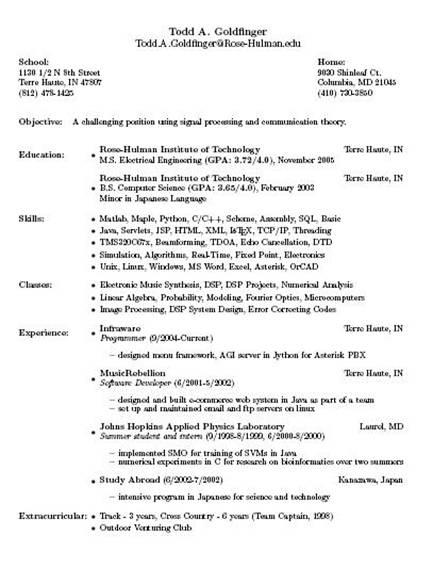 Todd A. Goldfinger
Todd.A.Goldfinger@Rose-Hulman.edu
School: Home:
1130 1/2 N 8th Street 9030 Shinleaf Ct.
Terre Haute, IN 47807 Columbia, MD 21045
(812) 478-1425 (410) 730-3850
Objective: A challenging position using signal processing and communication theory.
Education: • Rose-Hulman Institute of Technology Terre Haute, IN
M.S. Electrical Engineering (GPA: 3.72/4.0), November 2005
Rose-Hulman Institute of Technology Terre Haute, IN
• B.S. Computer Science (GPA: 3.65/4.0), February 2003
Minor in Japanese Language
Skills: • Matlab, Maple, Python, C/C++, Scheme, Assembly, SQL, Basic
• Java, Servlets, JSP, HTML, XML, LaTeX, TCP/IP, Threading
• TMS320C67x, Beamforming, TDOA, Echo Cancellation, DTD
• Simulation, Algorithms, Real-Time, Fixed Point, Electronics
• Unix, Linux, Windows, MS Word, Excel, Asterisk, OrCAD
Classes: • Electronic Music Synthesis, DSP, DSP Projects, Numerical Analysis
• Linear Algebra, Probability, Modeling, Fourier Optics, Microcomputers
• Image Processing, DSP System Design, Error Correcting Codes
Experience: • Infraware Terre Haute, IN
Programmer (9/2004-Current)
– designed menu framework, AGI server in Jython for Asterisk PBX
• MusicRebellion Terre Haute, IN
Software Developer (6/2001-5/2002)
– designed and built e-commerce web system in Java as part of a team
– set up and maintained email and ftp servers on linux
• Johns Hopkins Applied Physics Laboratory Laurel, MD
Summer student and intern (9/1998-8/1999, 6/2000-8/2000)
– implemented SMO for training of SVMs in Java
– numerical experiments in C for research on bioinformatics over two summers
• Study Abroad (6/2002-7/2002) Kanazawa, Japan
– intensive program in Japanese for science and technology
Extracurricular: • Track - 3 years, Cross Country - 6 years (Team Captain, 1998)
• Outdoor Venturing Club